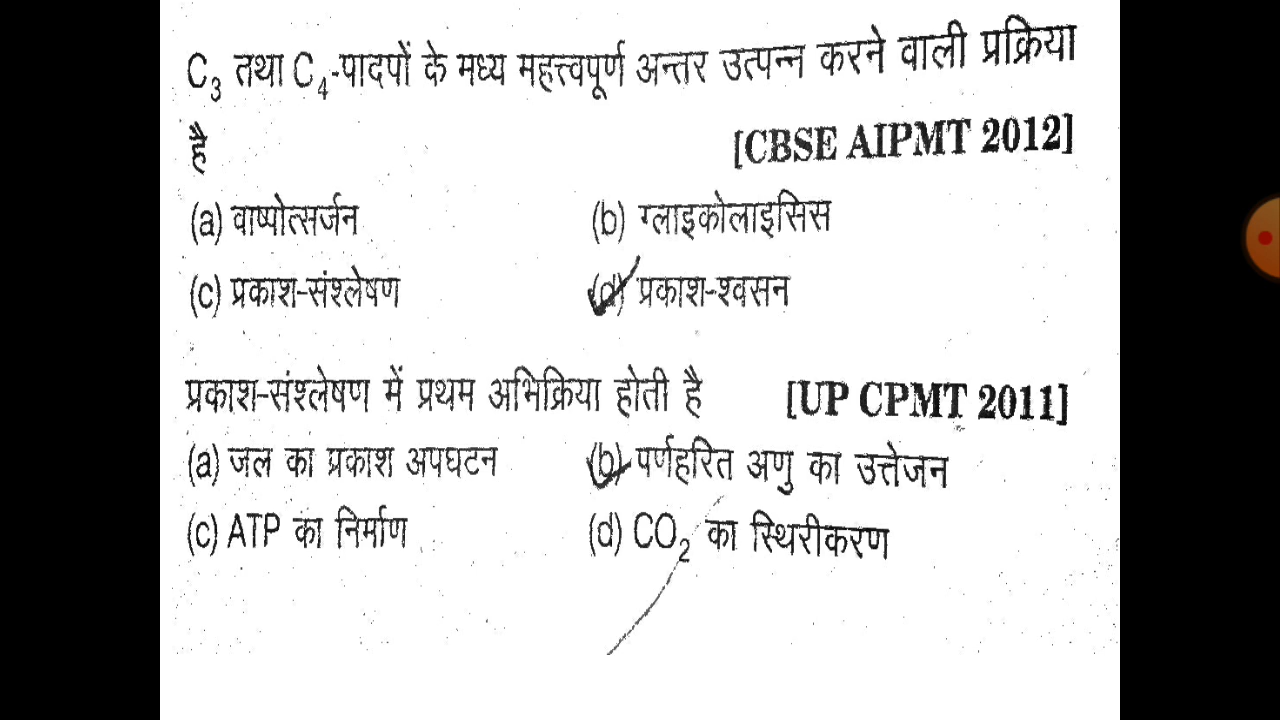 C₃ तथा C₄-पादपों के मध्य महत्त्वपूर्ण अन्तर उत्पन्न करने वाली प्रक्रिया
है [CBSE AIPMT 2012]
(a) वाष्पोत्सर्जन (b) ग्लाइकोलाइसिस
(c) प्रकाश-संश्लेषण (d) प्रकाश-श्वसन
प्रकाश-संश्लेषण में प्रथम अभिक्रिया होती है [UP CPMT 2011]
(a) जल का प्रकाश अपघटन (b) पर्णहरित अणु का उत्तेजन
(c) ATP का निर्माण (d) CO₂ का स्थिरीकरण